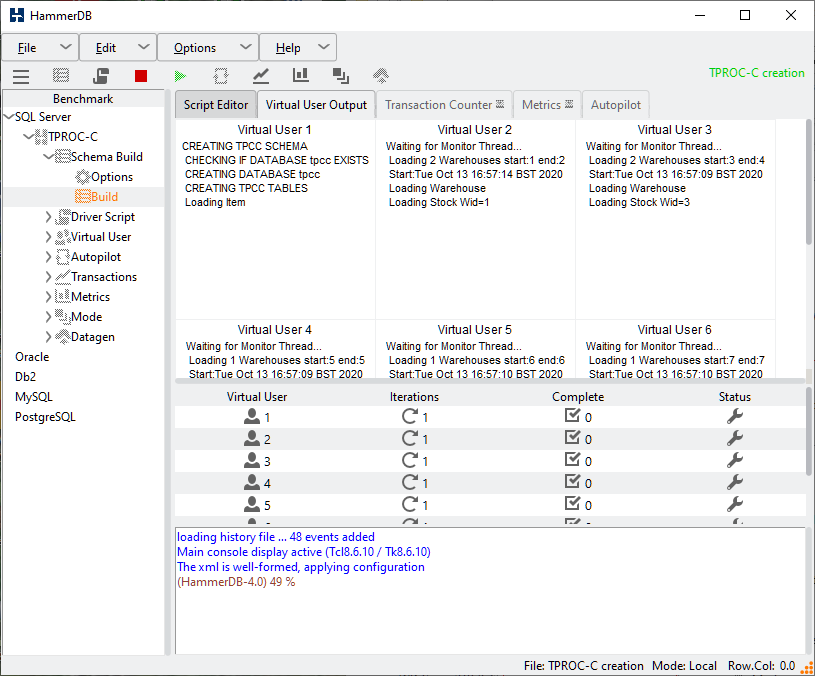 HammerDB
File Edit Options Help
TPROC-C creation
Benchmark
SQL Server
TPROC-C
Schema Build
Options
Build
Driver Script
Virtual User
Autopilot
Transactions
Metrics
Mode
Datagen
Oracle
Db2
MySQL
PostgreSQL
Script Editor Virtual User Output Transaction Counter Metrics Autopilot
Virtual User 1
CREATING TPCC SCHEMA
CHECKING IF DATABASE tpcc EXISTS
CREATING DATABASE tpcc
CREATING TPCC TABLES
Loading Item
Virtual User 2
Waiting for Monitor Thread...
Loading 2 Warehouses start:1 end:2
Start:Tue Oct 13 16:57:14 BST 2020
Loading Warehouse
Loading Stock Wid=1
Virtual User 3
Waiting for Monitor Thread...
Loading 2 Warehouses start:3 end:4
Start:Tue Oct 13 16:57:09 BST 2020
Loading Warehouse
Loading Stock Wid=3
Virtual User 4
Waiting for Monitor Thread...
Loading 1 Warehouses start:5 end:5
Start:Tue Oct 13 16:57:09 BST 2020
Virtual User 5
Waiting for Monitor Thread...
Loading 1 Warehouses start:6 end:6
Start:Tue Oct 13 16:57:10 BST 2020
Virtual User 6
Waiting for Monitor Thread...
Loading 1 Warehouses start:7 end:7
Start:Tue Oct 13 16:57:10 BST 2020
Virtual User Iterations Complete Status
1 1 0
2 1 0
3 1 0
4 1 0
5 1 0
loading history file ... 48 events added
Main console display active (Tcl8.6.10 / Tk8.6.10)
The xml is well-formed, applying configuration
(HammerDB-4.0) 49 %
File: TPROC-C creation Mode: Local Row.Col: 0.0